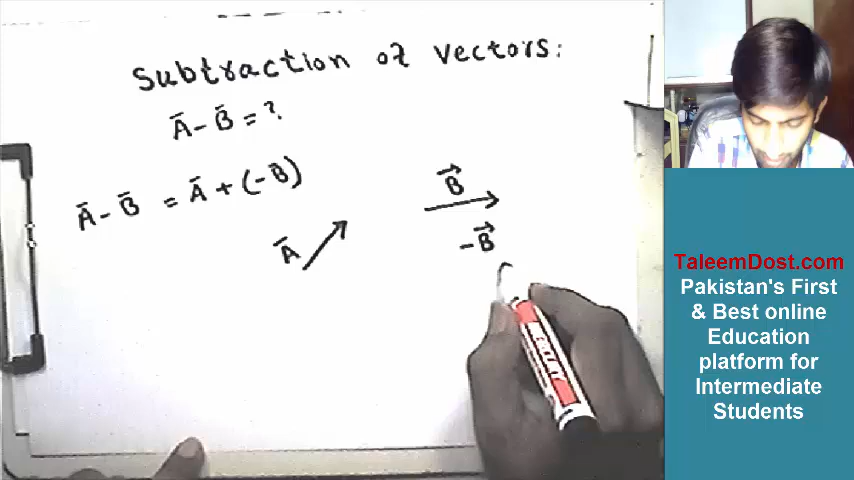 Subtraction of vectors:
A̅ - B̅ = ?
A̅ - B̅ = A̅ + (-B̅)
A̅
B⃗
-B⃗
TaleemDost.com
Pakistan's First
& Best online
Education
platform for
Intermediate
Students